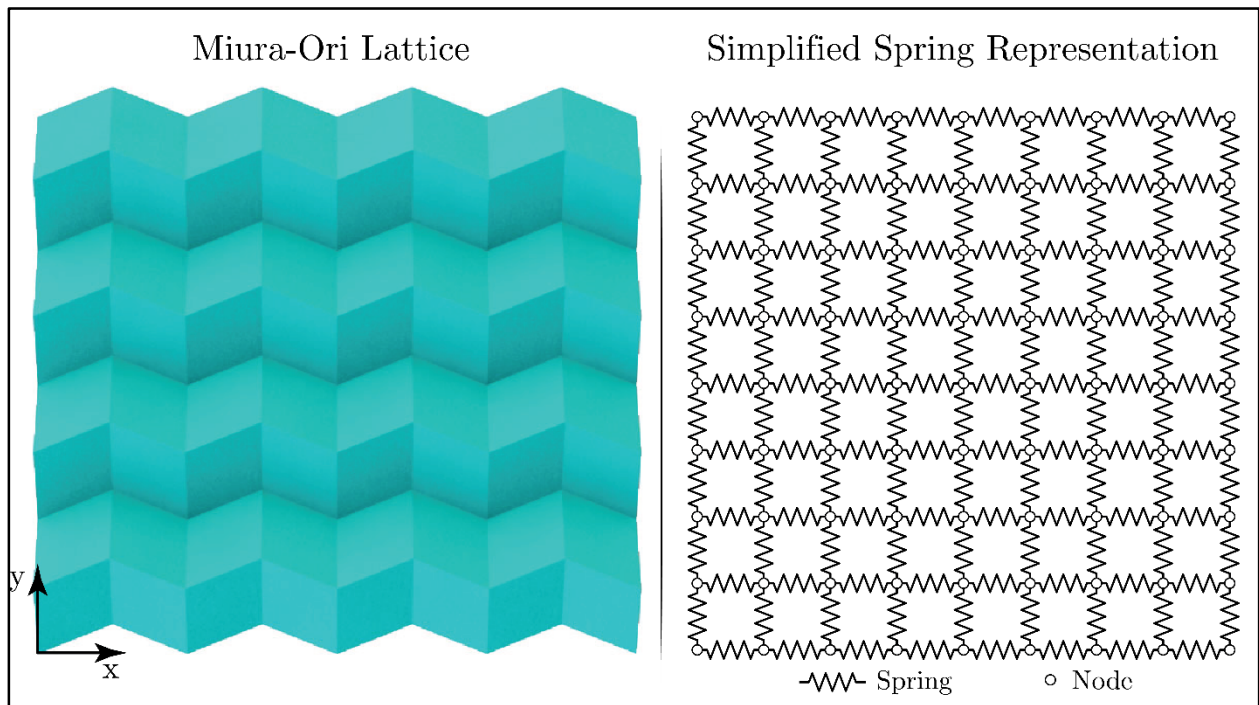 Miura-Ori Lattice
Simplified Spring Representation
y
x
Spring
Node